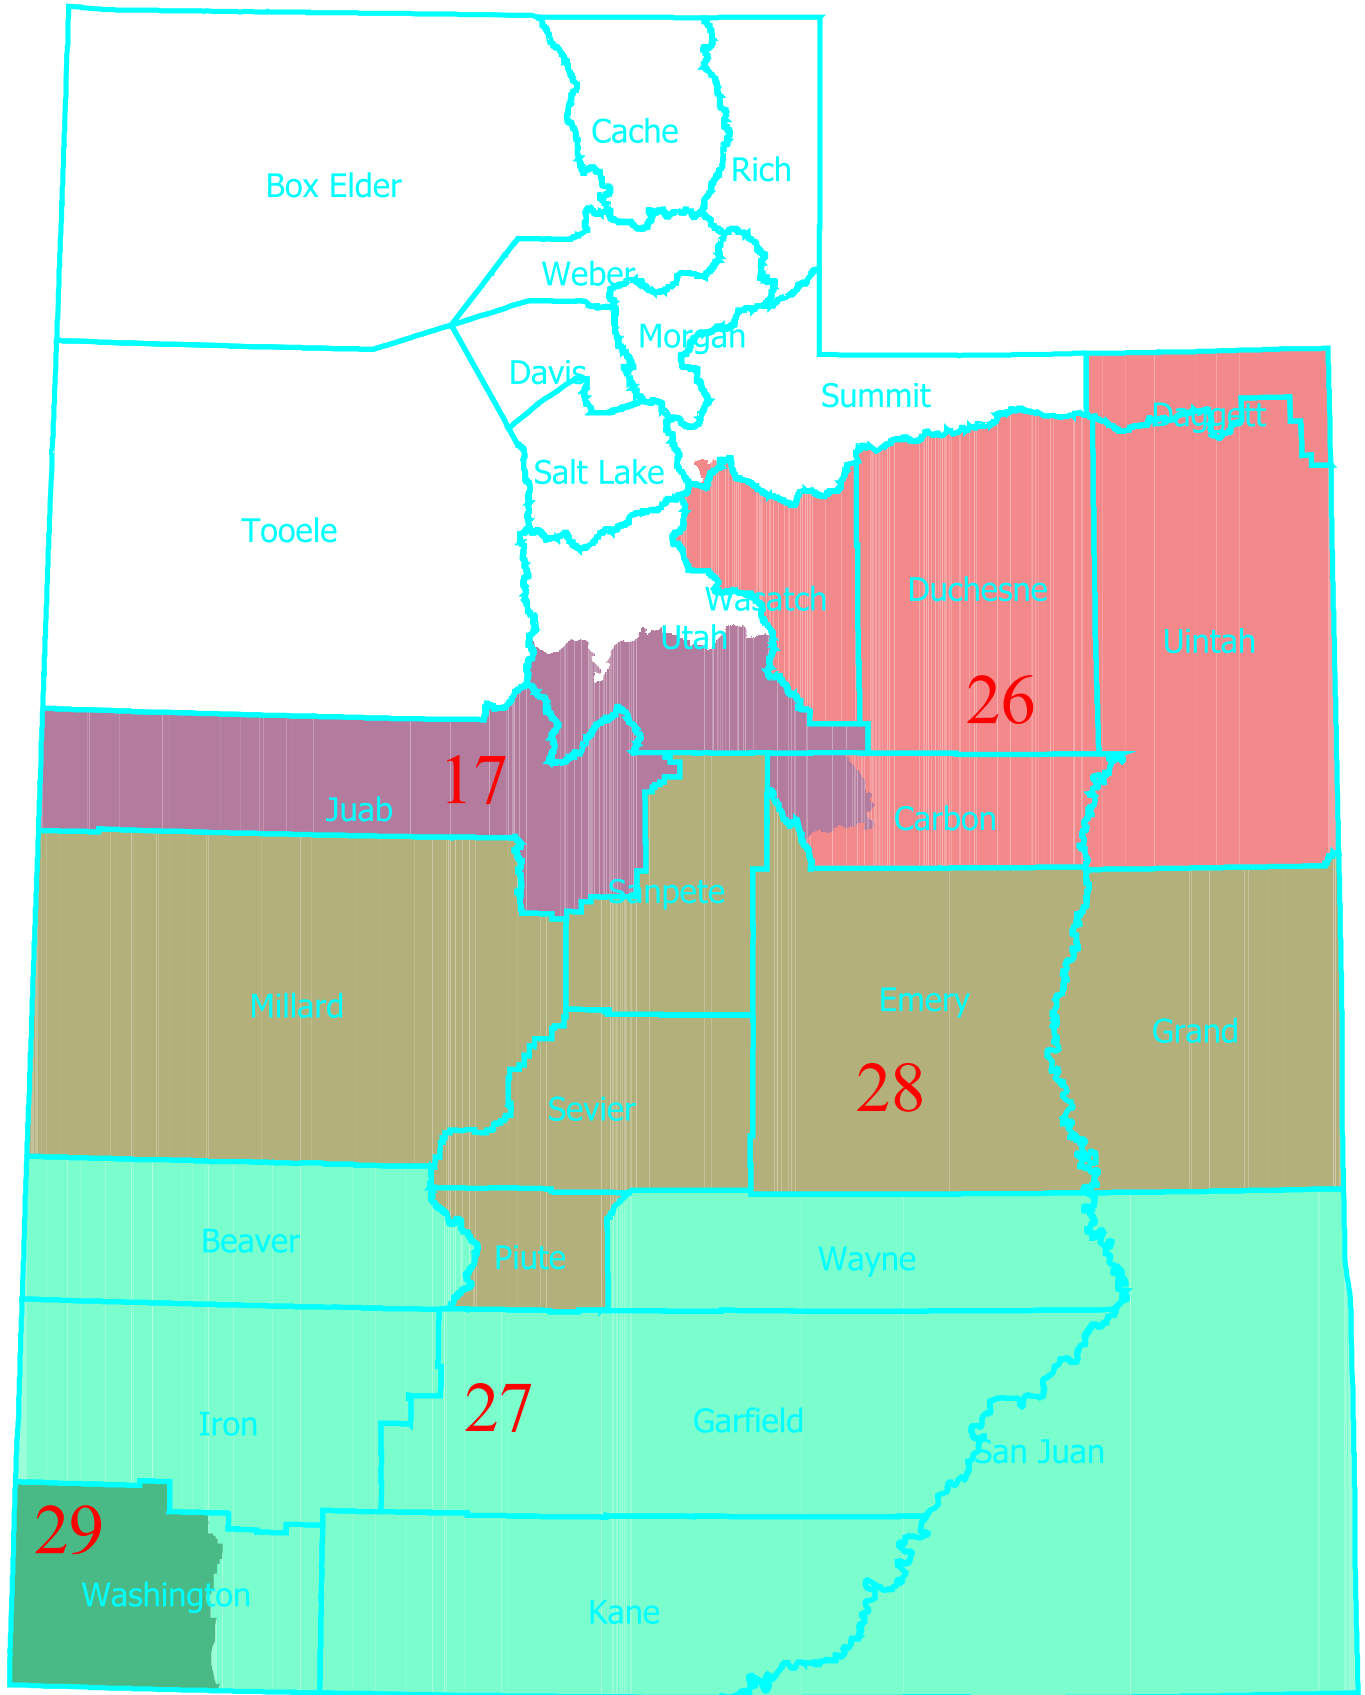 Cache
Rich
Box Elder
Weber
Morgan
Davis
Summit
Daggett
Salt Lake
Tooele
Duchesne
Wasatch
Utah
Uintah
26
17
Juab
Carbon
Sanpete
Millard
Emery
Grand
28
Sevier
Beaver
Piute
Wayne
27
Iron
Garfield
San Juan
29
Washington
Kane